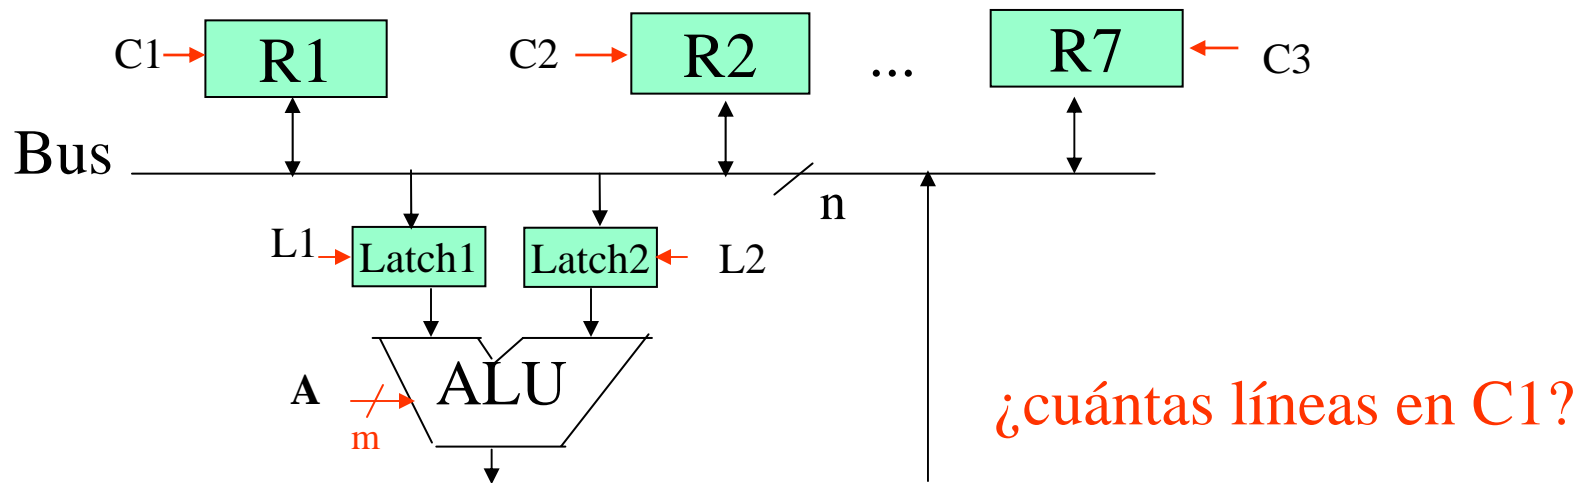 C1 R1 C2 R2 ... R7 C3
Bus
n
L1 Latch1 Latch2 L2
A ALU
m
¿cuántas líneas en C1?